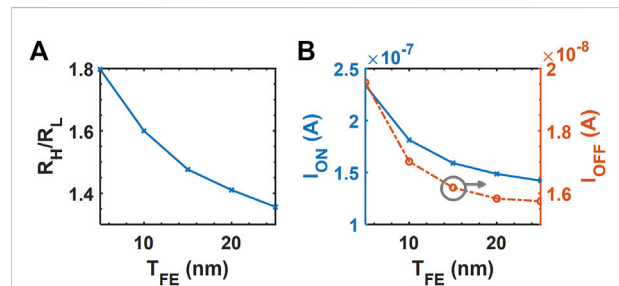 A
R_H/R_L
1.8
1.6
1.4
10
20
T_FE (nm)
B
×10^-7
I_ON (A)
2.5
2
1.5
1
10
20
T_FE (nm)
×10^-8
2
1.8
1.6
I_OFF (A)